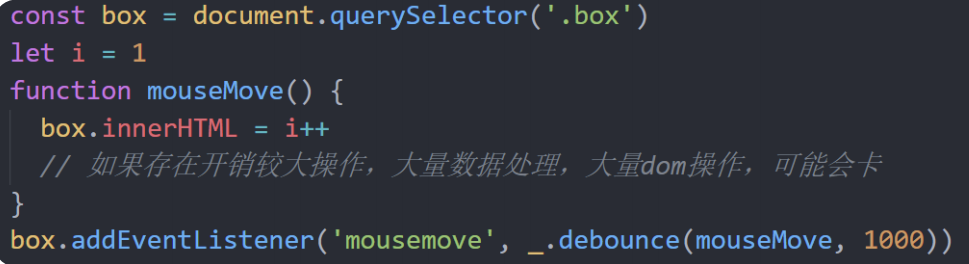 const box = document.querySelector('.box')
let i = 1
function mouseMove() {
  box.innerHTML = i++
  // 如果存在开销较大操作，大量数据处理，大量dom操作，可能会卡
}
box.addEventListener('mousemove', _.debounce(mouseMove, 1000))